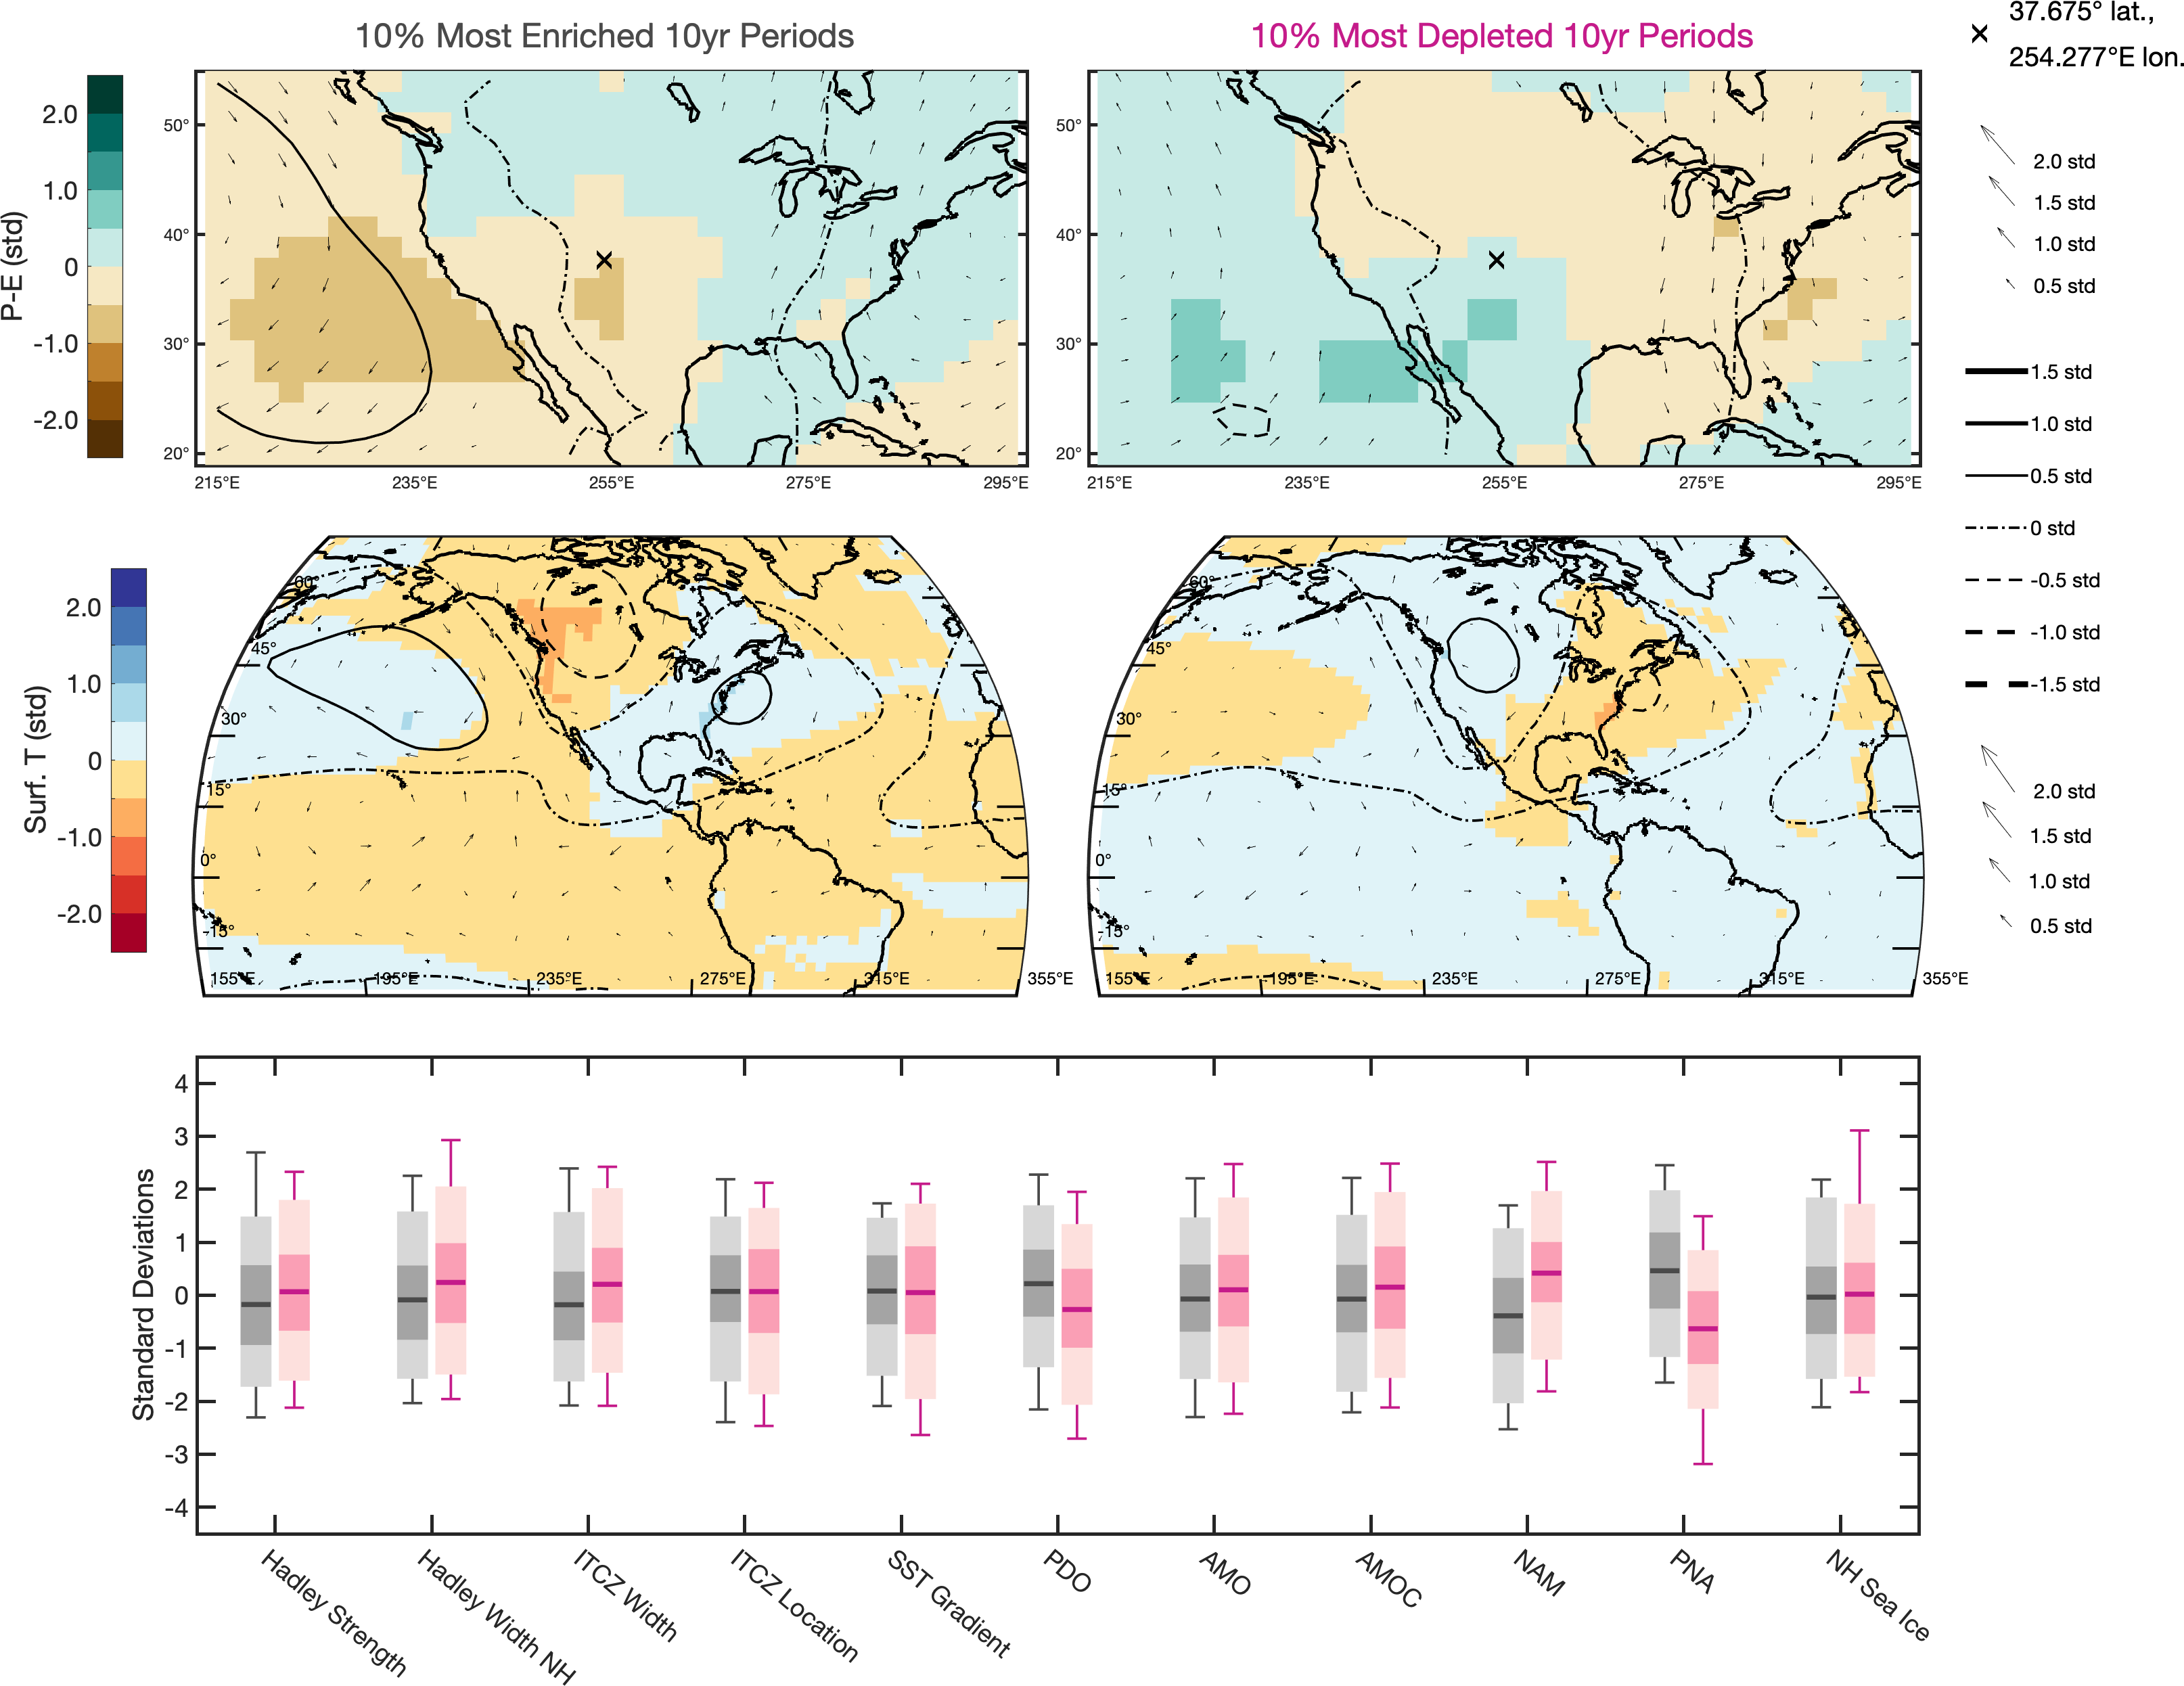 10% Most Enriched 10yr Periods
10% Most Depleted 10yr Periods
37.675° lat.,
254.277°E lon.
P-E (std)
2.0
1.0
0
-1.0
-2.0
50°
40°
30°
20°
215°E 235°E 255°E 275°E 295°E
50°
40°
30°
20°
215°E 235°E 255°E 275°E 295°E
2.0 std
1.5 std
1.0 std
0.5 std
1.5 std
1.0 std
0.5 std
0 std
-0.5 std
-1.0 std
-1.5 std
Surf. T (std)
2.0
1.0
0
-1.0
-2.0
60°
45°
30°
15°
0°
-15°
155°E 195°E 235°E 275°E 315°E 355°E
60°
45°
30°
15°
0°
-15°
155°E 195°E 235°E 275°E 315°E 355°E
2.0 std
1.5 std
1.0 std
0.5 std
Standard Deviations
4
3
2
1
0
-1
-2
-3
-4
Hadley Strength
Hadley Width NH
ITCZ Width
ITCZ Location
SST Gradient
PDO
AMO
AMOC
NAM
PNA
NH Sea Ice